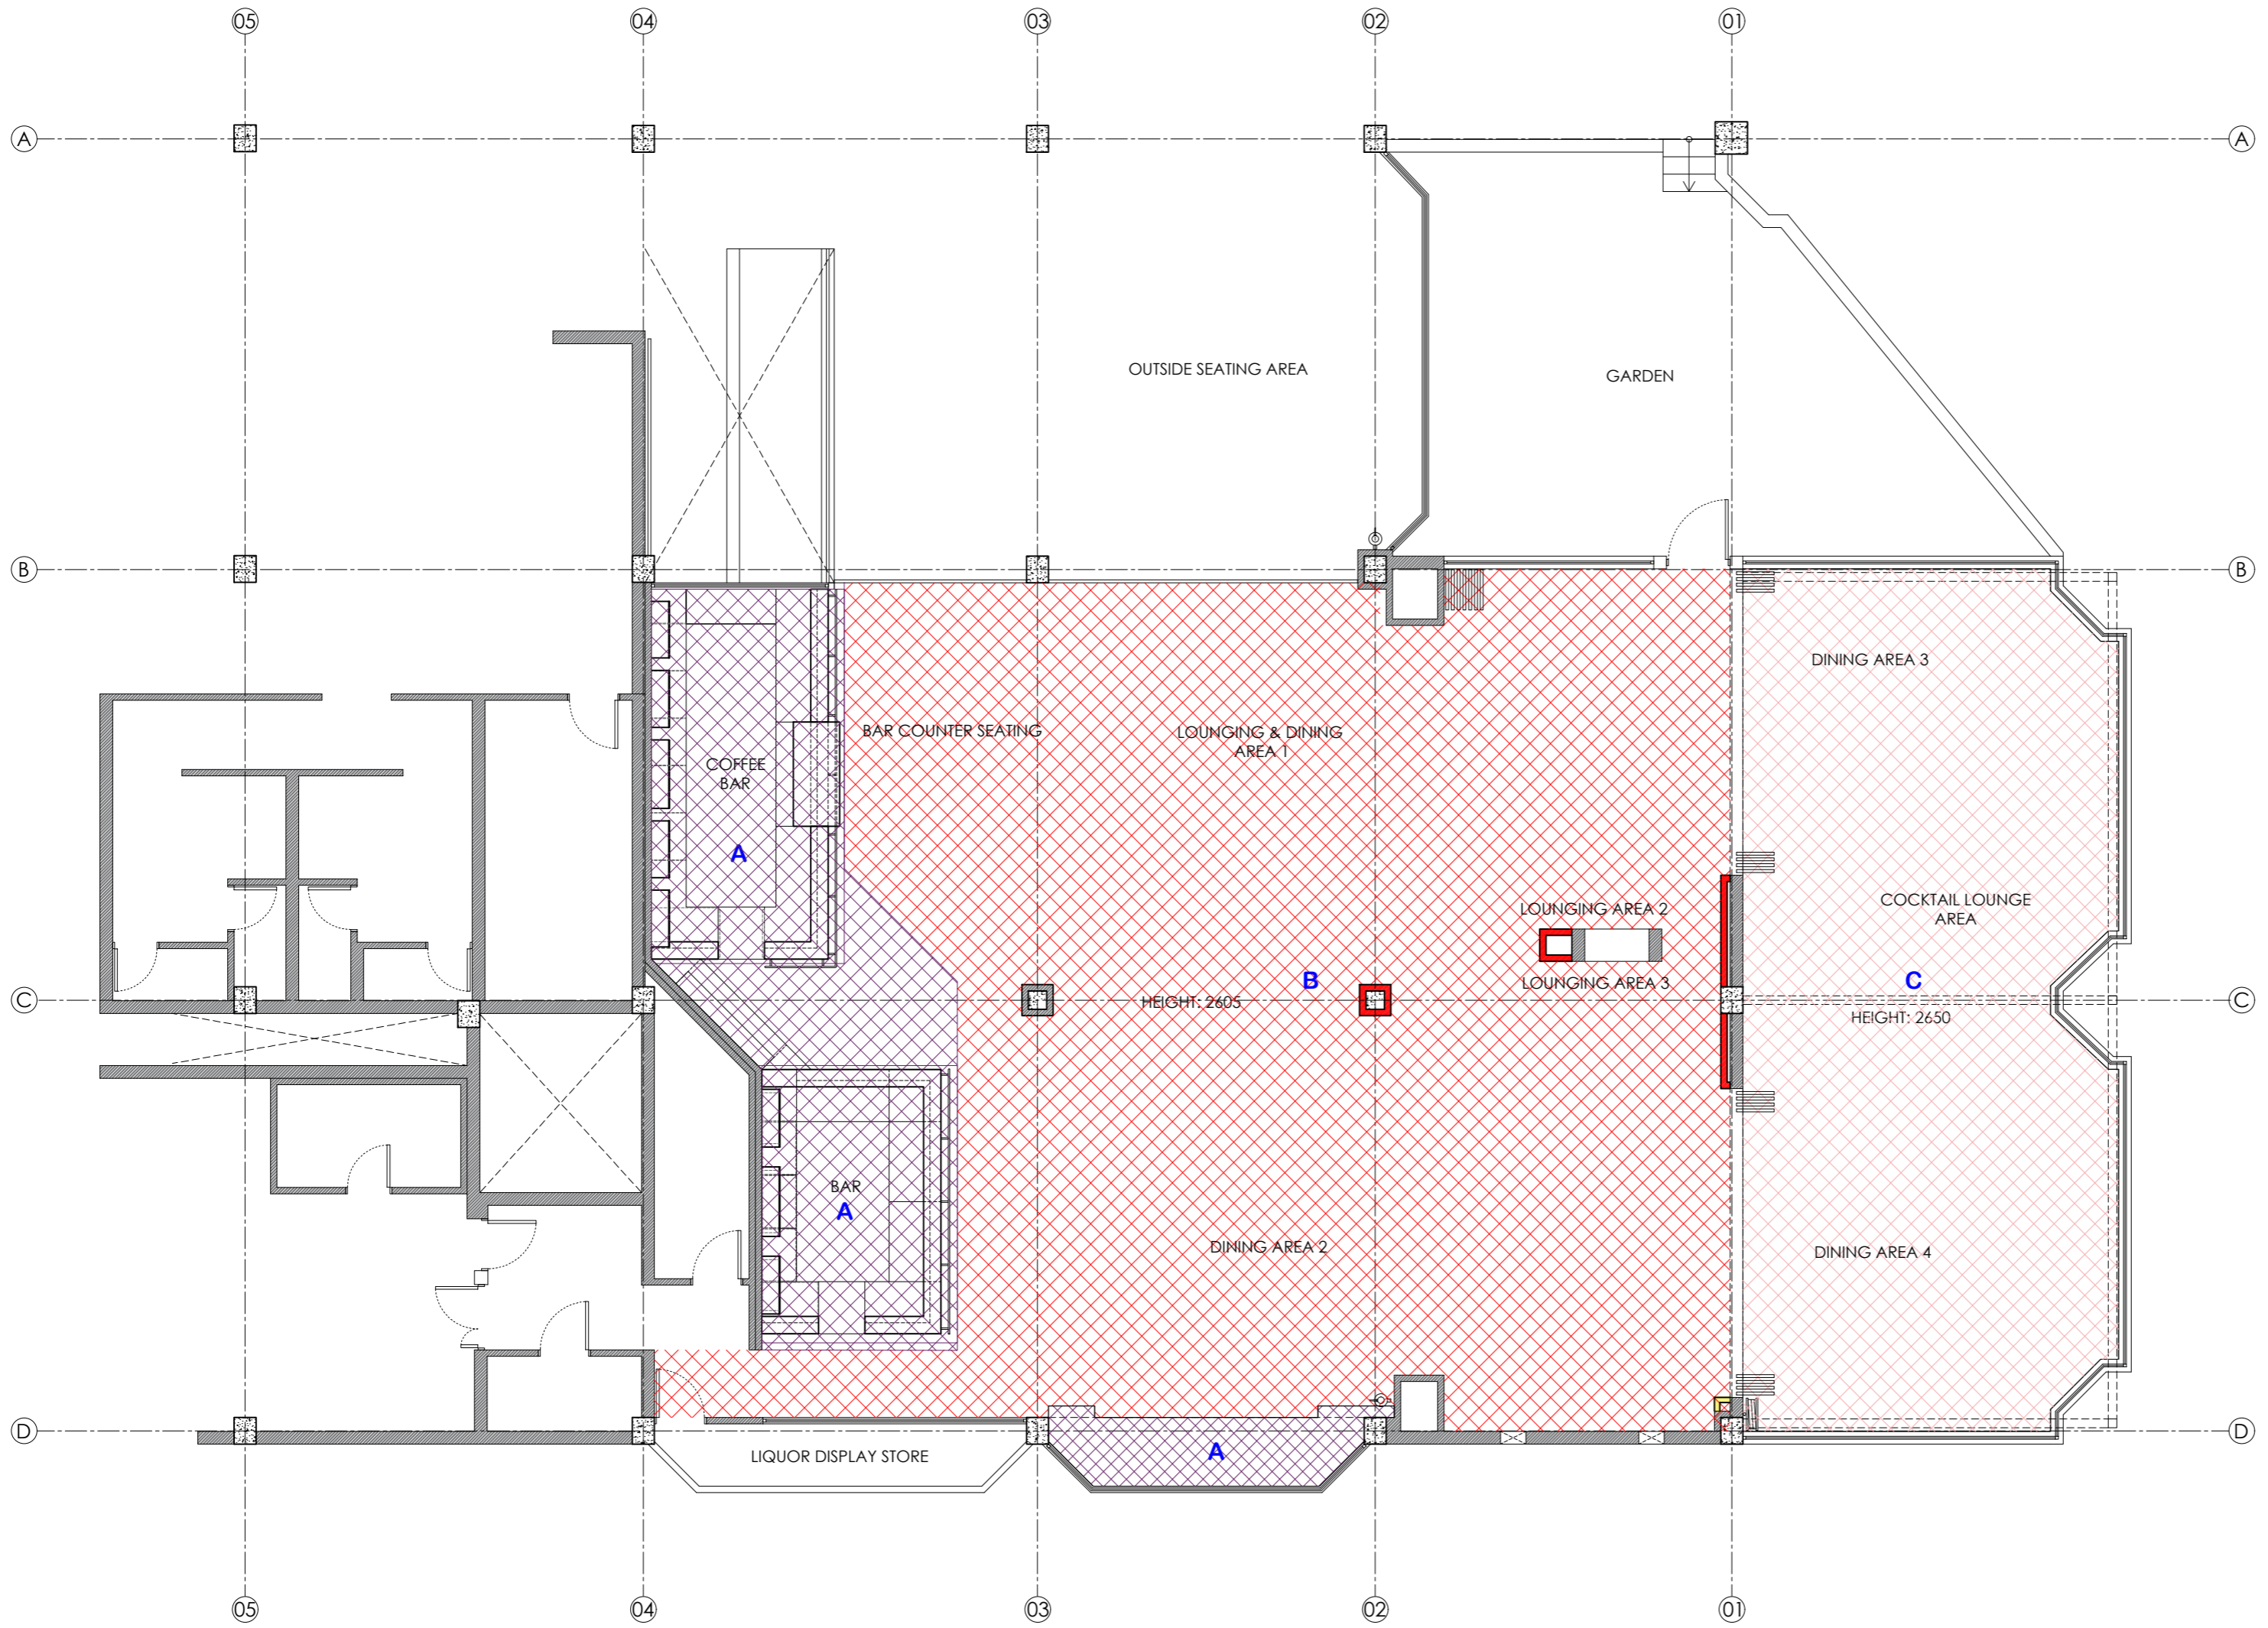 05
04
03
02
01
A
A
OUTSIDE SEATING AREA
GARDEN
B
B
DINING AREA 3
BAR COUNTER SEATING
LOUNGING & DINING
AREA 1
COFFEE
BAR
A
LOUNGING AREA 2
COCKTAIL LOUNGE
AREA
B
C
LOUNGING AREA 3
C
HEIGHT: 2605
C
HEIGHT: 2650
BAR
A
DINING AREA 2
DINING AREA 4
D
D
A
LIQUOR DISPLAY STORE
05
04
03
02
01